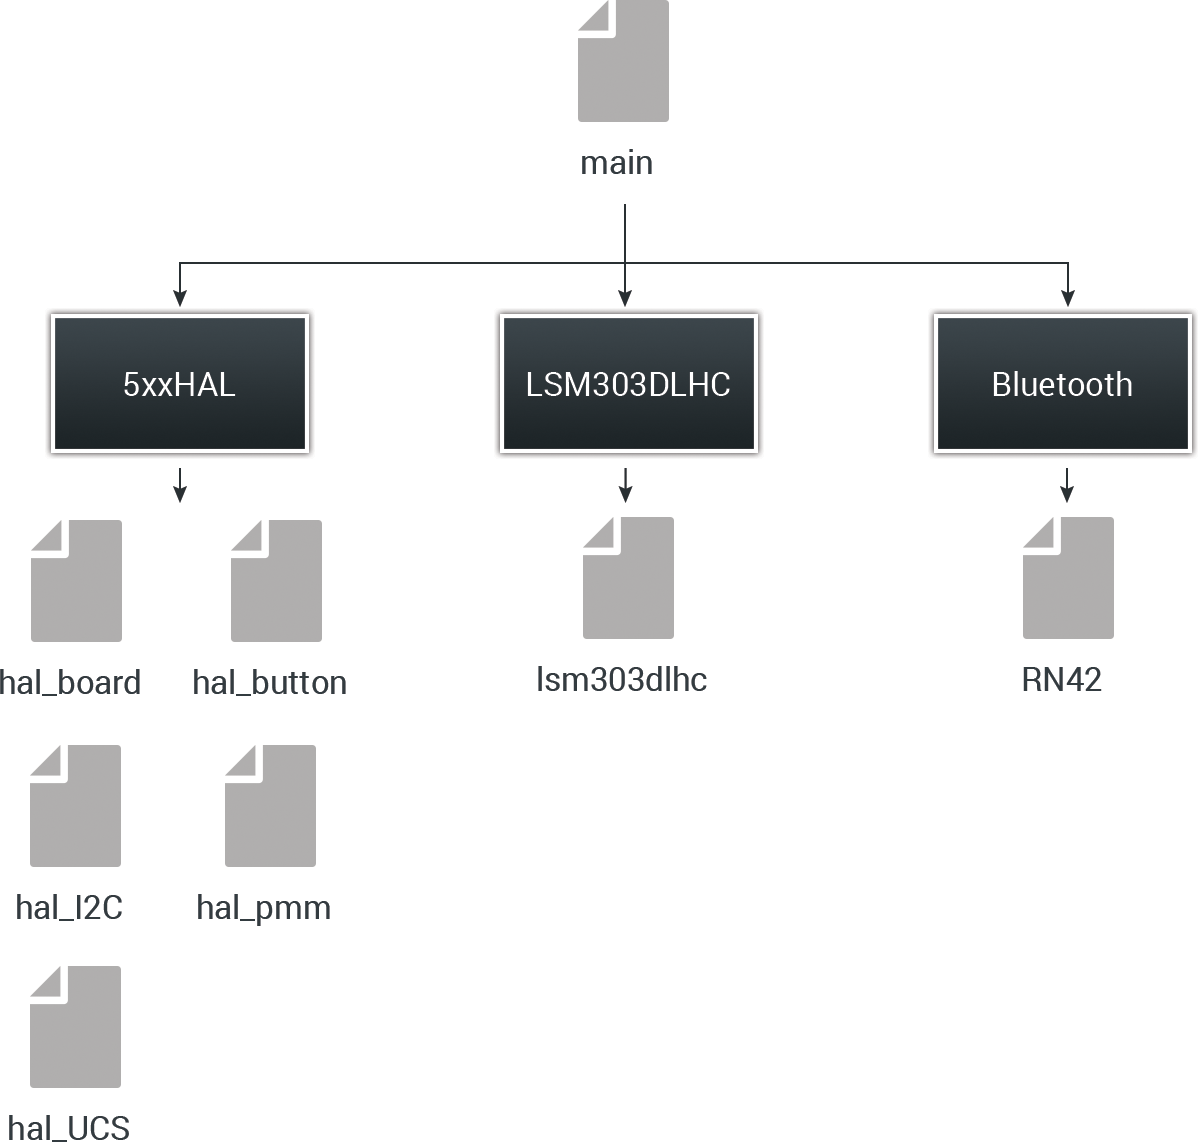 main
5xxHAL
LSM303DLHC
Bluetooth
hal_board
hal_button
lsm303dlhc
RN42
hal_I2C
hal_pmm
hal_UCS